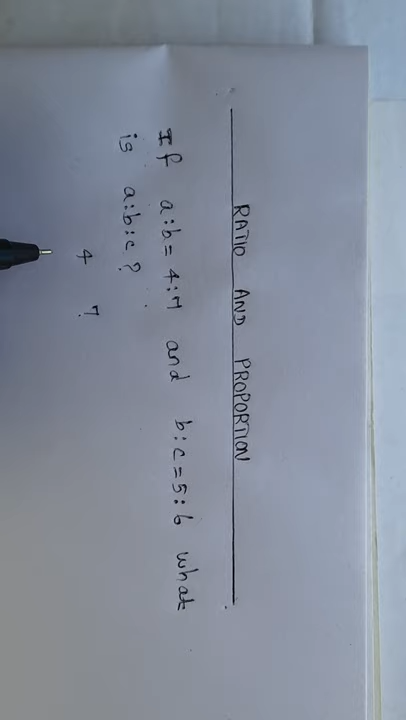 RATIO AND PROPORTION
If a:b = 4:7 and b:c = 5:6 what
is a:b:c?
4 7